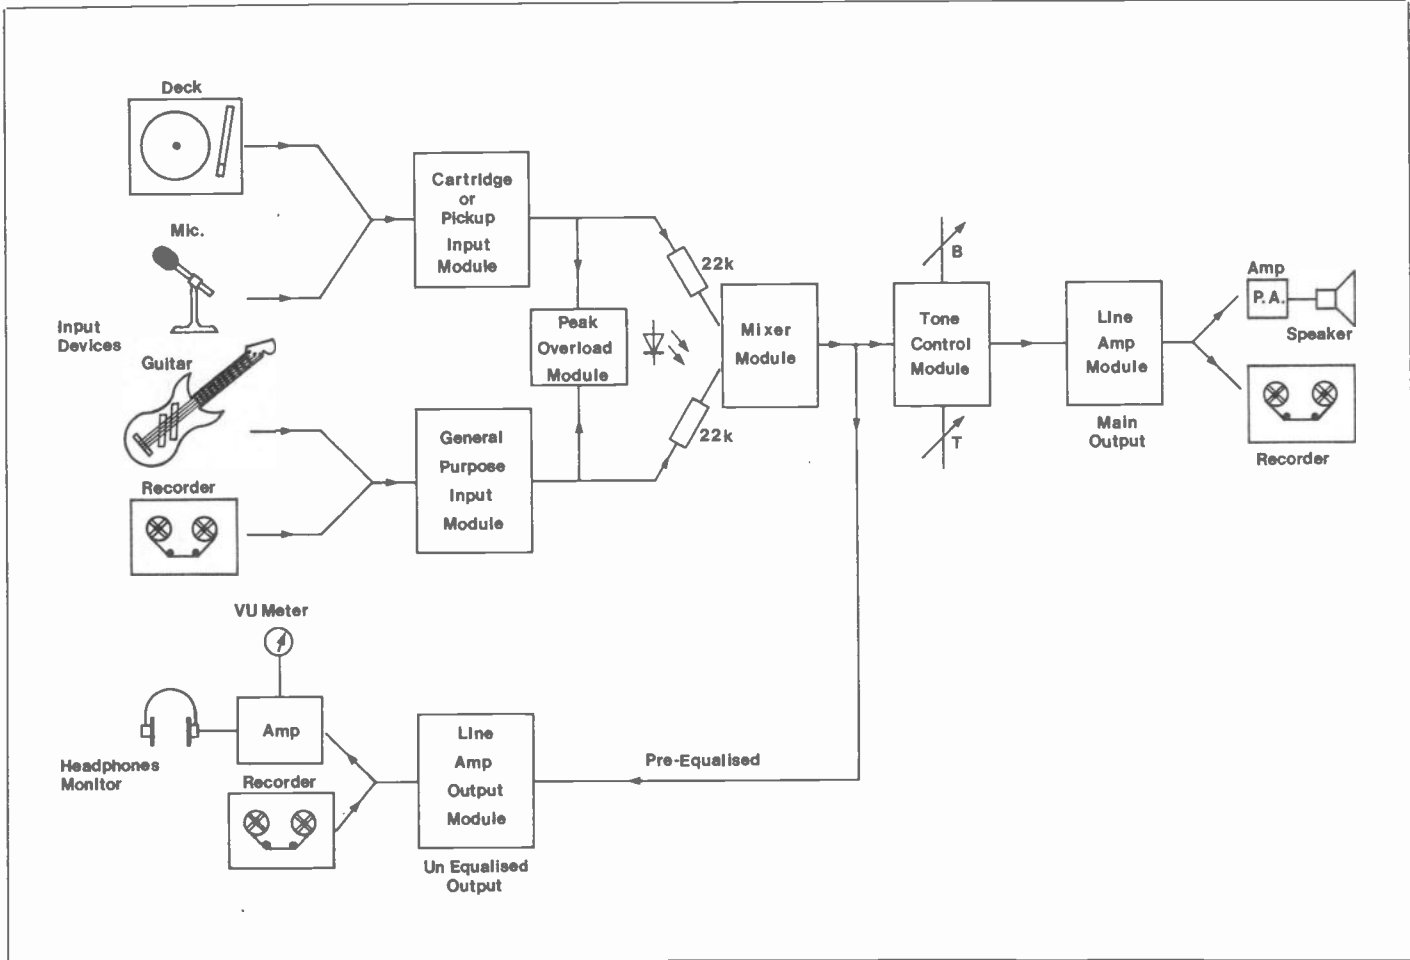 Deck
Mic.
Input
Devices
Guitar
Recorder
Cartridge
or
Pickup
Input
Module
Peak
Overload
Module
General
Purpose
Input
Module
22k
22k
Mixer
Module
B
Tone
Control
Module
T
Line
Amp
Module
Main
Output
Amp
P.A.
Speaker
Recorder
VU Meter
Amp
Headphones
Monitor
Recorder
Line
Amp
Output
Module
Un Equalised
Output
Pre-Equalised